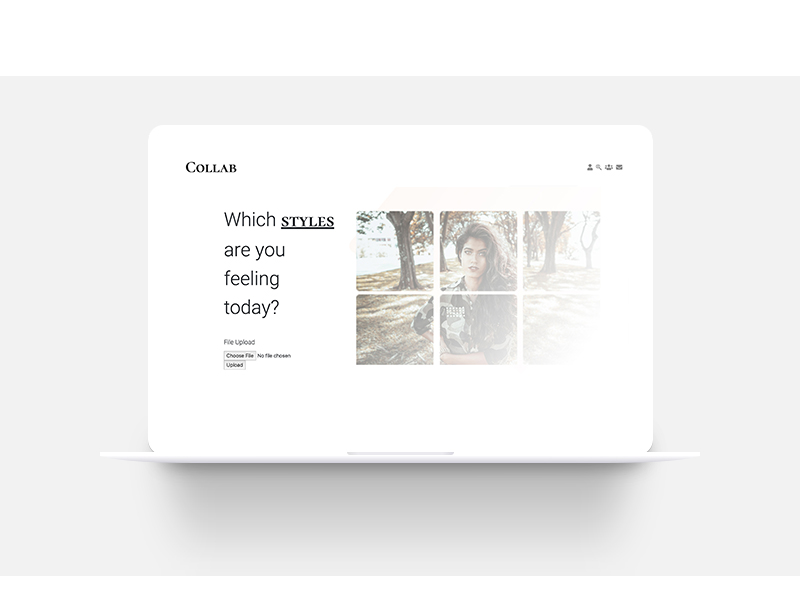 Collab
Which styles
are you
feeling
today?
File Upload
Choose File No file chosen
Upload